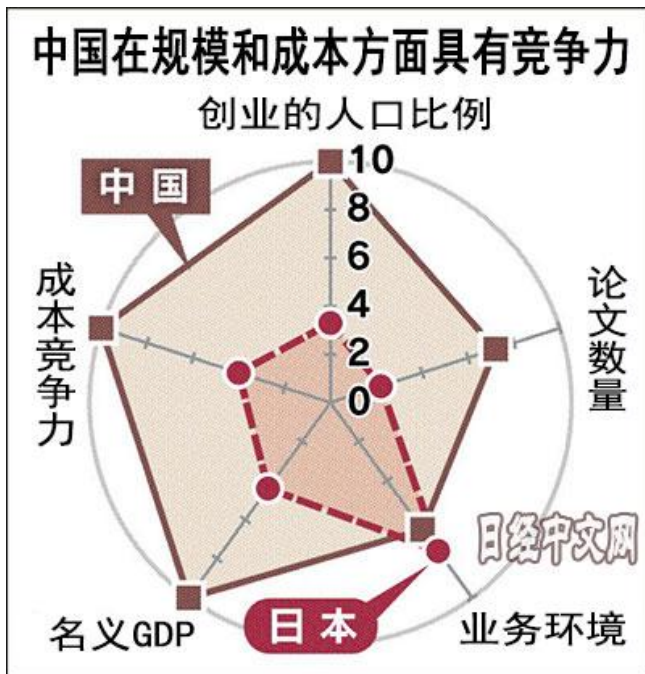 中国在规模和成本方面具有竞争力
创业的人口比例
中国
10
8
6
4
2
0
成本竞争力
论文数量
日经中文网
名义GDP
日本
业务环境